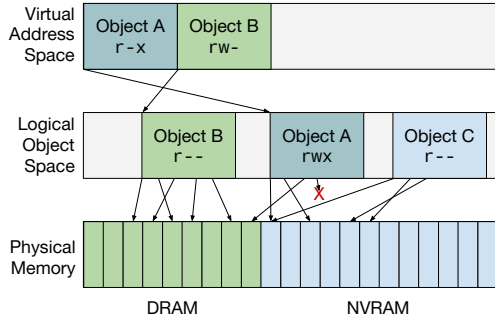 Virtual
Address
Space
Object A
r-x
Object B
rw-
Logical
Object
Space
Object B
r--
Object A
rwx
Object C
r--
X
Physical
Memory
DRAM
NVRAM